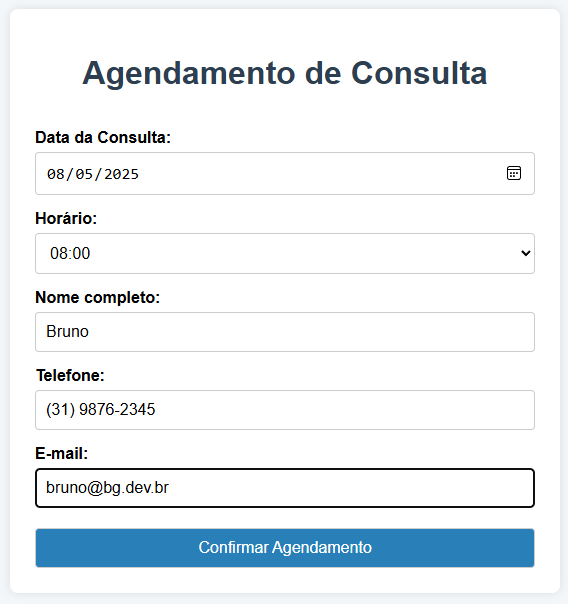 Agendamento de Consulta
Data da Consulta:
08/05/2025
Horário:
08:00
Nome completo:
Bruno
Telefone:
(31) 9876-2345
E-mail:
bruno@bg.dev.br
Confirmar Agendamento